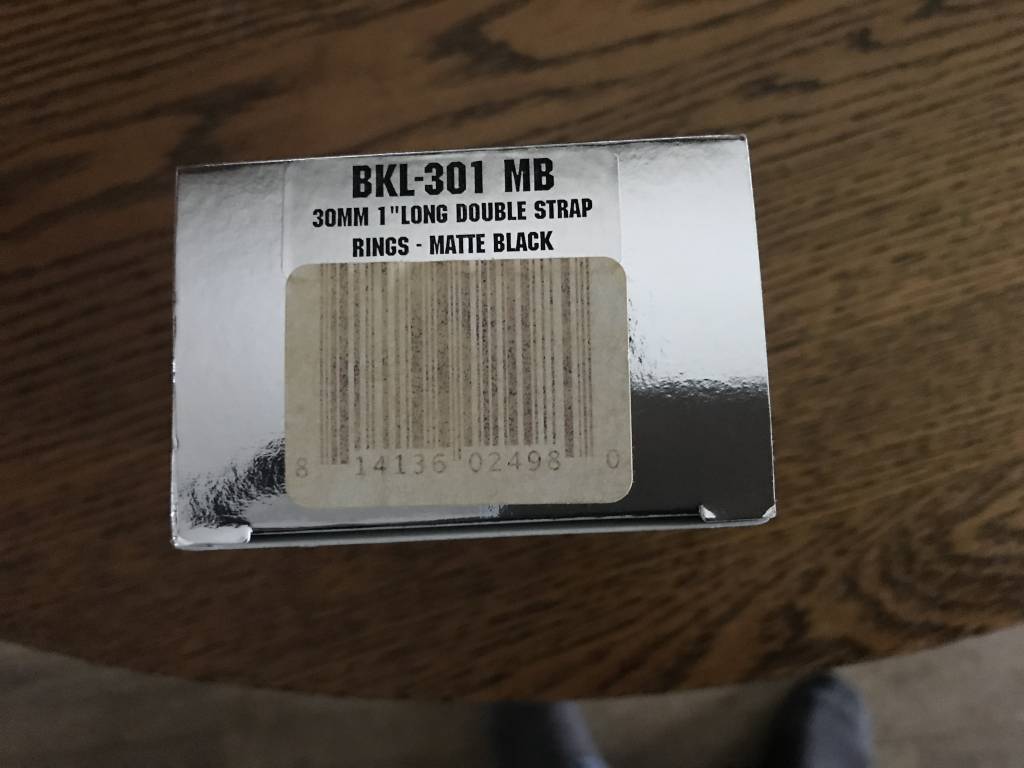 BKL-301 MB
30MM 1"LONG DOUBLE STRAP
RINGS - MATTE BLACK
8 14136 02498 0